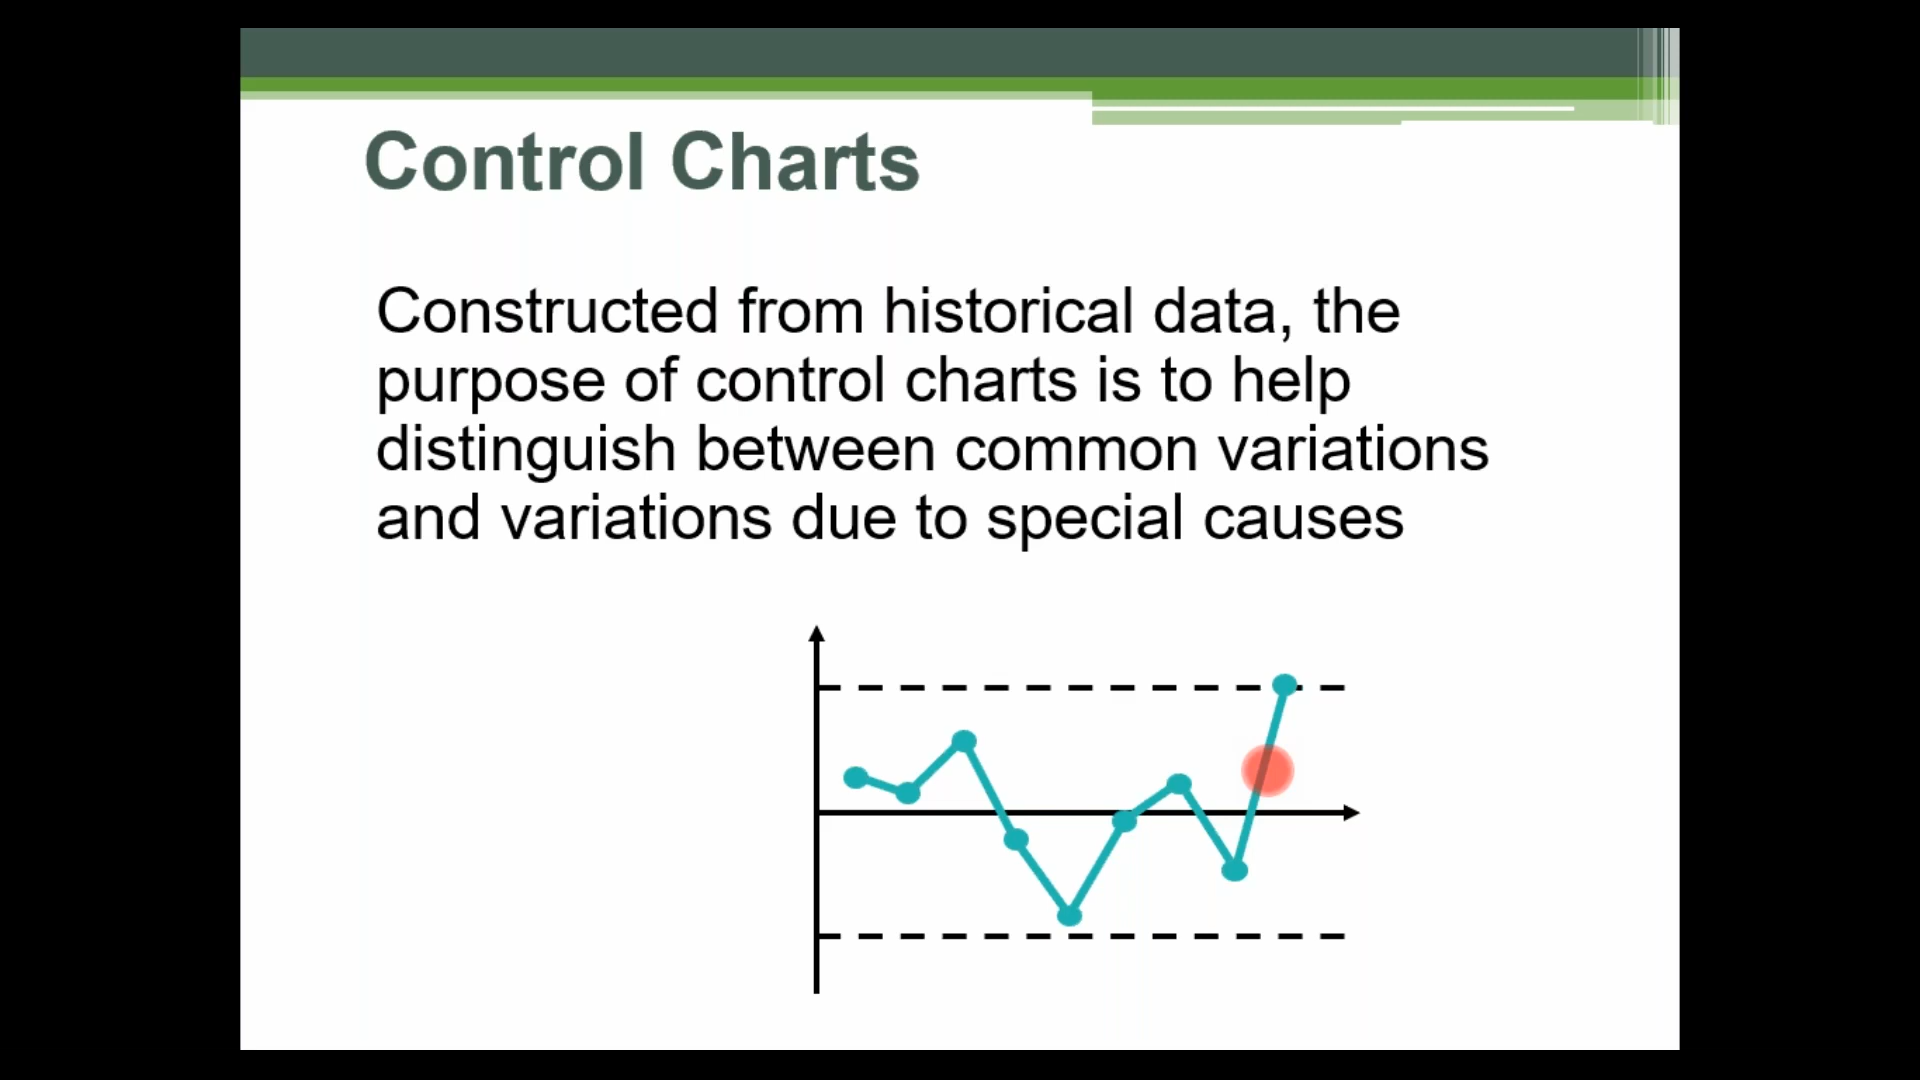 Control Charts
Constructed from historical data, the
purpose of control charts is to help
distinguish between common variations
and variations due to special causes